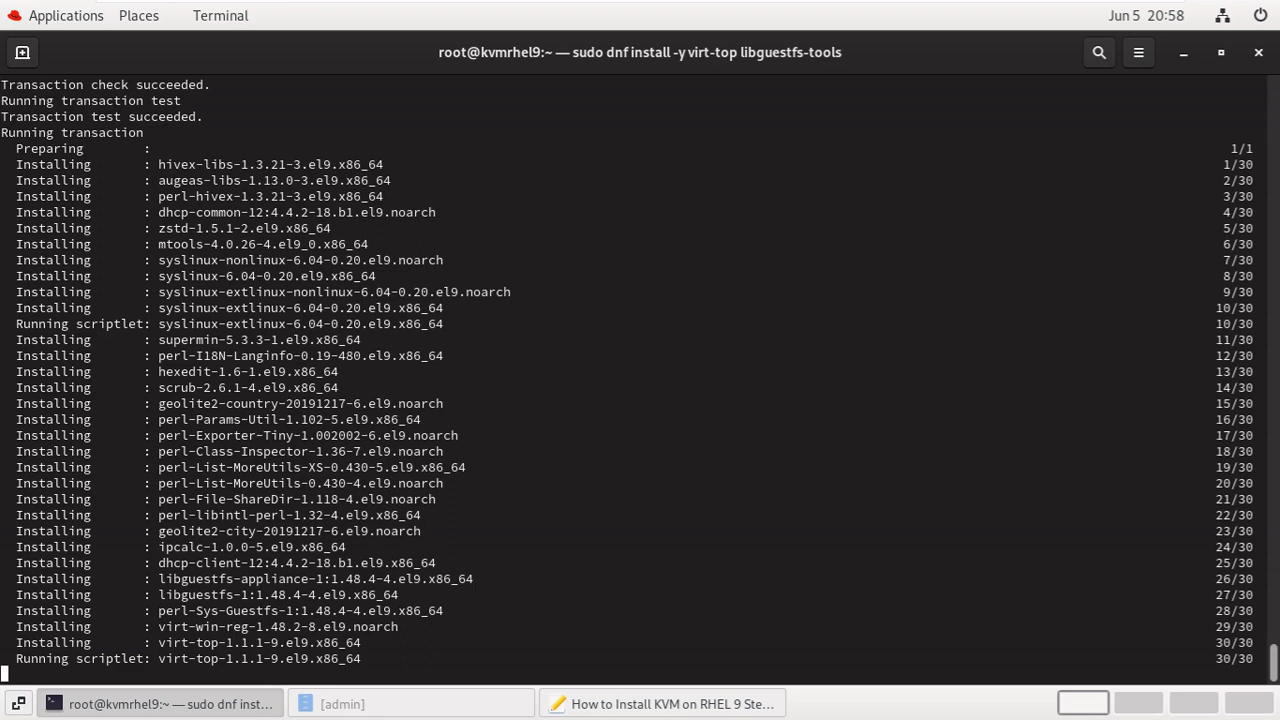 Applications Places Terminal Jun 5 20:58
root@kvmrhel9:~ — sudo dnf install -y virt-top libguestfs-tools
Transaction check succeeded.
Running transaction test
Transaction test succeeded.
Running transaction
Preparing : 1/1
Installing : hivex-libs-1.3.21-3.el9.x86_64 1/30
Installing : augeas-libs-1.13.0-3.el9.x86_64 2/30
Installing : perl-hivex-1.3.21-3.el9.x86_64 3/30
Installing : dhcp-common-12:4.4.2-18.b1.el9.noarch 4/30
Installing : zstd-1.5.1-2.el9.x86_64 5/30
Installing : mtools-4.0.26-4.el9_0.x86_64 6/30
Installing : syslinux-nonlinux-6.04-0.20.el9.noarch 7/30
Installing : syslinux-6.04-0.20.el9.x86_64 8/30
Installing : syslinux-extlinux-nonlinux-6.04-0.20.el9.noarch 9/30
Installing : syslinux-extlinux-6.04-0.20.el9.x86_64 10/30
Running scriptlet: syslinux-extlinux-6.04-0.20.el9.x86_64 10/30
Installing : supermin-5.3.3-1.el9.x86_64 11/30
Installing : perl-I18N-Langinfo-0.19-480.el9.x86_64 12/30
Installing : hexedit-1.6-1.el9.x86_64 13/30
Installing : scrub-2.6.1-4.el9.x86_64 14/30
Installing : geolite2-country-20191217-6.el9.noarch 15/30
Installing : perl-Params-Util-1.102-5.el9.x86_64 16/30
Installing : perl-Exporter-Tiny-1.002002-6.el9.noarch 17/30
Installing : perl-Class-Inspector-1.36-7.el9.noarch 18/30
Installing : perl-List-MoreUtils-XS-0.430-5.el9.x86_64 19/30
Installing : perl-List-MoreUtils-0.430-4.el9.noarch 20/30
Installing : perl-File-ShareDir-1.118-4.el9.noarch 21/30
Installing : perl-libintl-perl-1.32-4.el9.x86_64 22/30
Installing : geolite2-city-20191217-6.el9.noarch 23/30
Installing : ipcalc-1.0.0-5.el9.x86_64 24/30
Installing : dhcp-client-12:4.4.2-18.b1.el9.x86_64 25/30
Installing : libguestfs-appliance-1:1.48.4-4.el9.x86_64 26/30
Installing : libguestfs-1:1.48.4-4.el9.x86_64 27/30
Installing : perl-Sys-Guestfs-1:1.48.4-4.el9.x86_64 28/30
Installing : virt-win-reg-1.48.2-8.el9.noarch 29/30
Installing : virt-top-1.1.1-9.el9.x86_64 30/30
Running scriptlet: virt-top-1.1.1-9.el9.x86_64 30/30
root@kvmrhel9:~ — sudo dnf inst... [admin] How to Install KVM on RHEL 9 Ste...